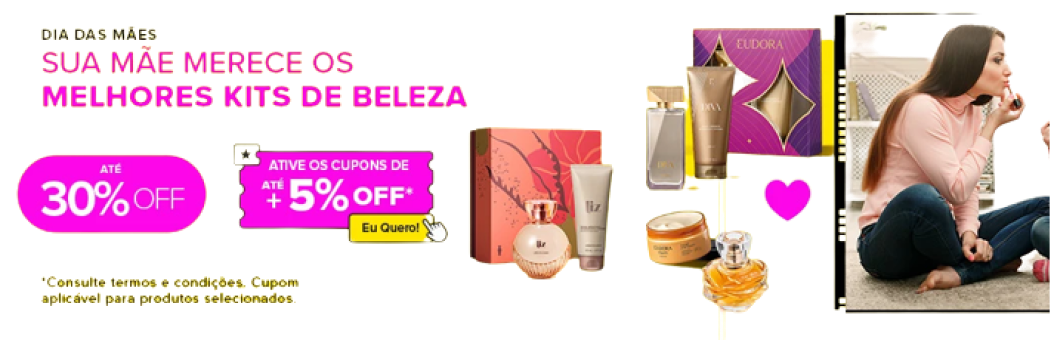 DIA DAS MÃES
SUA MÃE MERECE OS
MELHORES KITS DE BELEZA
ATÉ
30% OFF
ATIVE OS CUPONS DE
ATÉ
+ 5% OFF*
Eu Quero!
*Consulte termos e condições. Cupom
aplicável para produtos selecionados.
liz
liz
EUDORA
DIVA
EUDORA